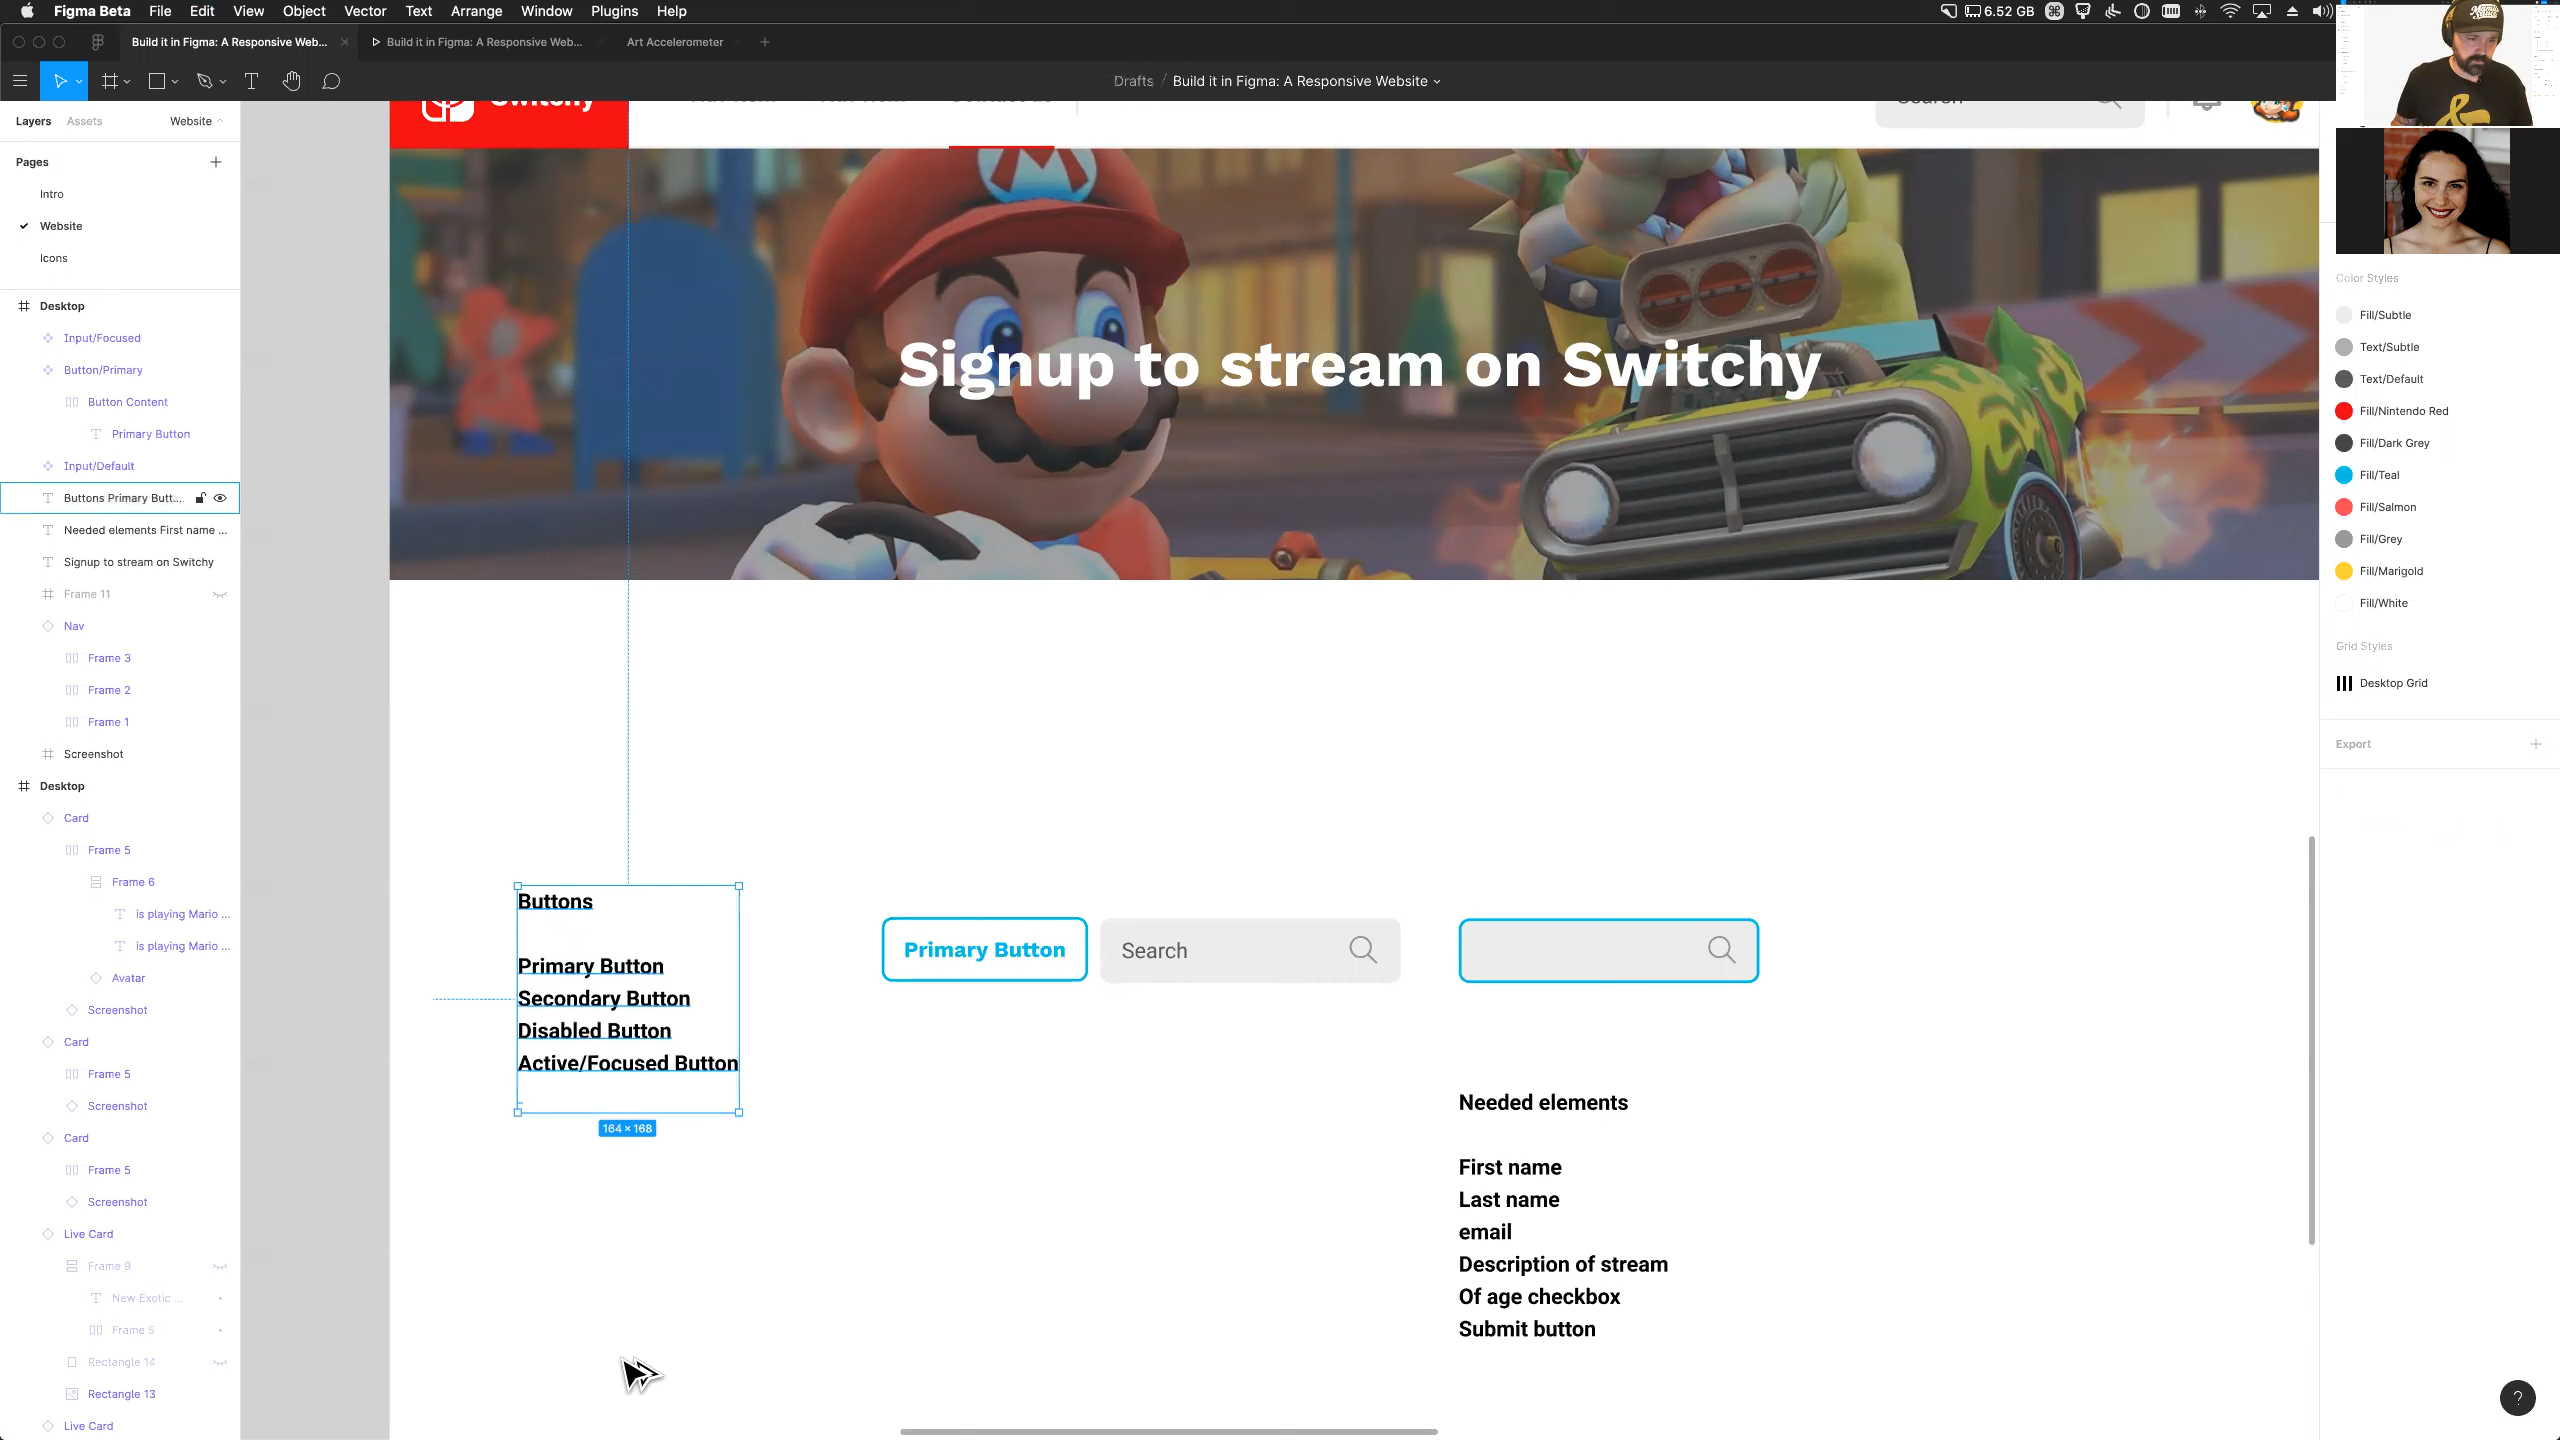 Figma Beta File Edit View Object Vector Text Arrange Window Plugins Help 6.52 GB
Build it in Figma: A Responsive Web... Build it in Figma: A Responsive Web... Art Accelerometer
Drafts / Build it in Figma: A Responsive Website
Layers Assets Website
Pages
Intro
Website
Icons
Desktop
Input/Focused
Button/Primary
Button Content
Primary Button
Input/Default
Buttons Primary Butt...
Needed elements First name ...
Signup to stream on Switchy
Frame 11
Nav
Frame 3
Frame 2
Frame 1
Screenshot
Desktop
Card
Frame 5
Frame 6
is playing Mario ...
is playing Mario ...
Avatar
Screenshot
Card
Frame 5
Screenshot
Card
Frame 5
Screenshot
Live Card
Frame 9
New Exotic ...
Frame 5
Rectangle 14
Rectangle 13
Live Card
Switchy
Search
Signup to stream on Switchy
Buttons
Primary Button
Secondary Button
Disabled Button
Active/Focused Button
164 × 168
Primary Button
Search
Needed elements
First name
Last name
email
Description of stream
Of age checkbox
Submit button
Color Styles
Fill/Subtle
Text/Subtle
Text/Default
Fill/Nintendo Red
Fill/Dark Grey
Fill/Teal
Fill/Salmon
Fill/Grey
Fill/Marigold
Fill/White
Grid Styles
Desktop Grid
Export
?